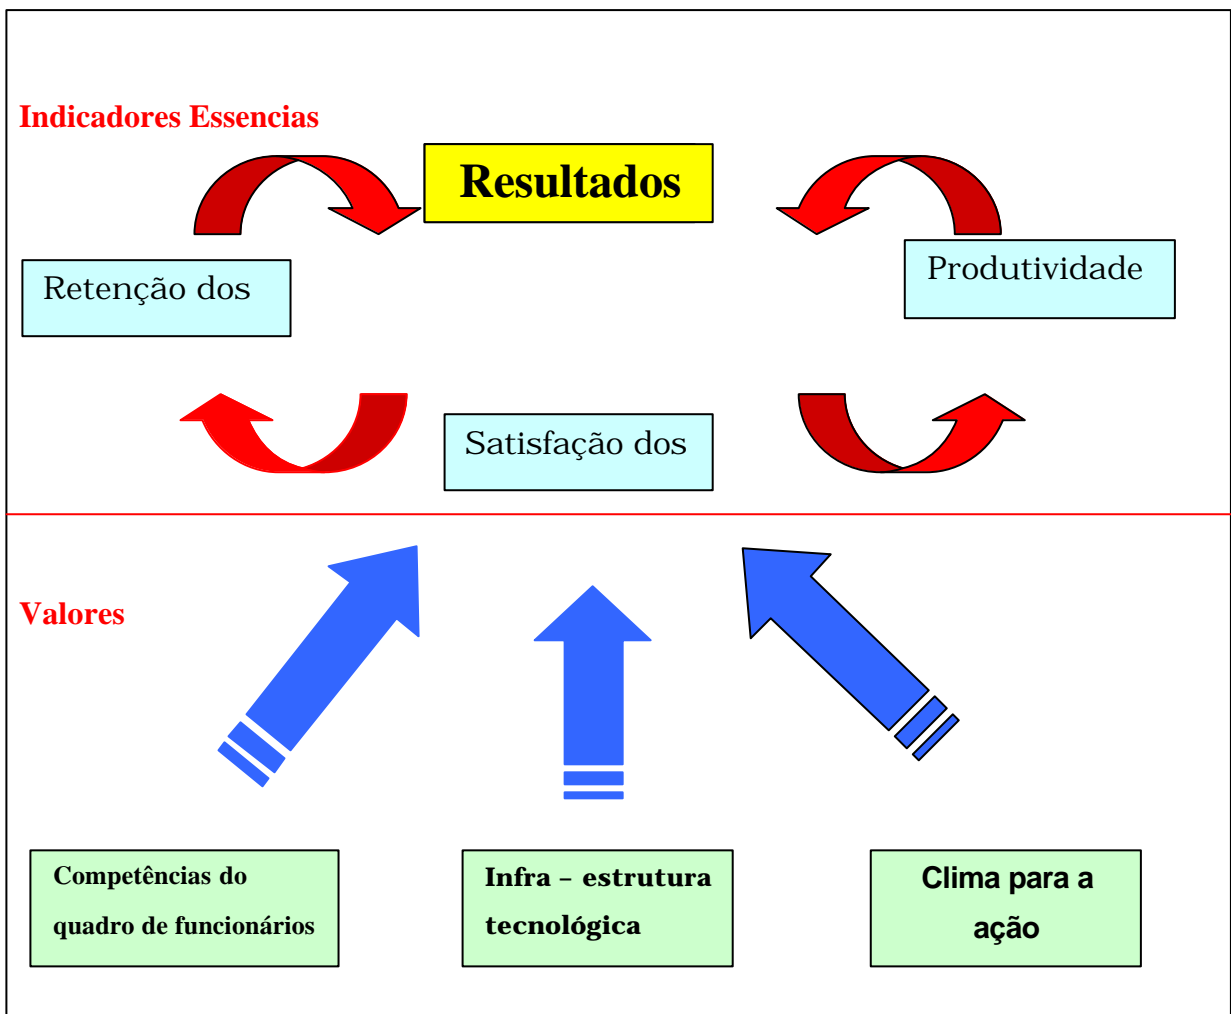 Indicadores Essencias
Resultados
Retenção dos
Produtividade
Satisfação dos
Valores
Competências do
quadro de funcionários
Infra – estrutura
tecnológica
Clima para a
ação